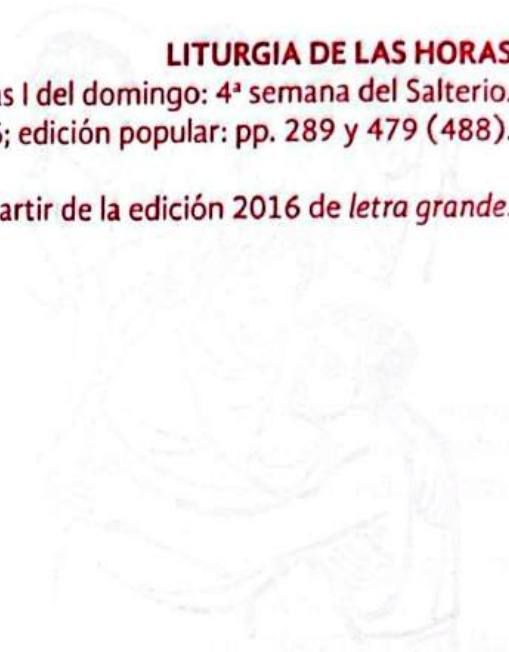 LITURGIA DE LAS HORAS
s I del domingo: 4ª semana del Salterio.
; edición popular: pp. 289 y 479 (488).
artir de la edición 2016 de letra grande.